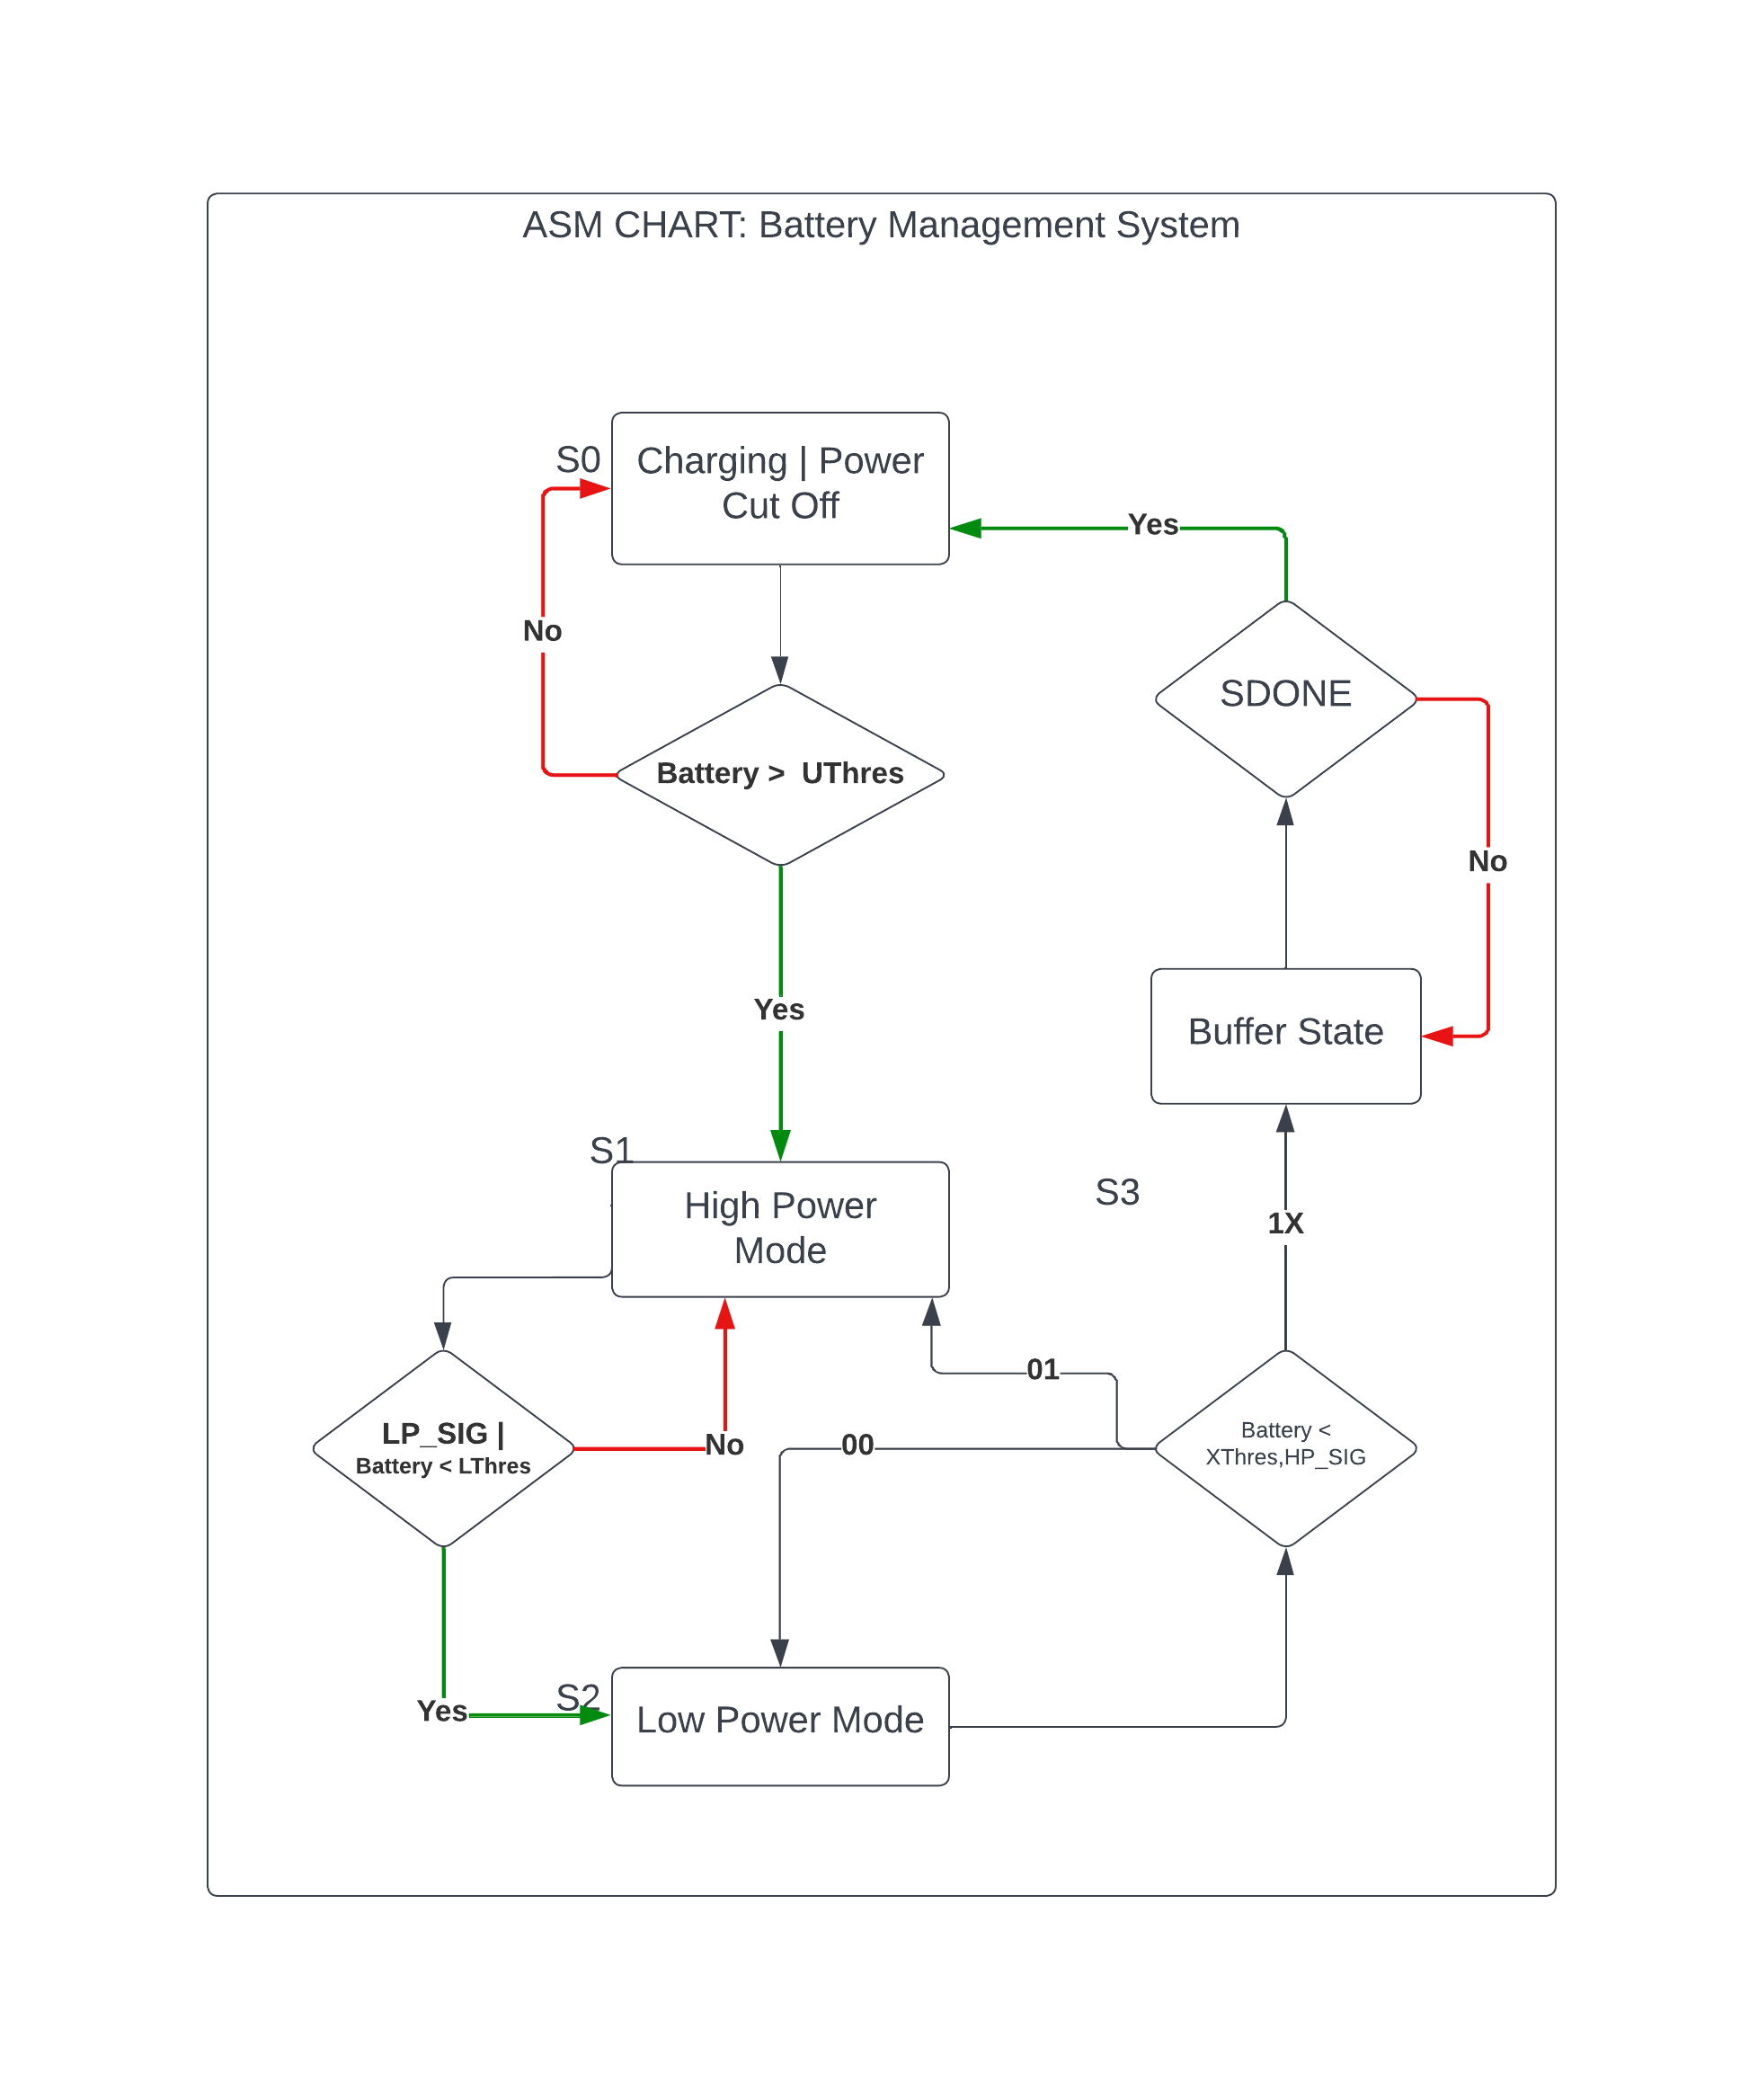 ASM CHART: Battery Management System
S0
Charging | Power
Cut Off
Yes
No
SDONE
Battery >  UThres
No
Yes
Buffer State
S1
S3
High Power
Mode
1X
01
LP_SIG |
Battery < LThres
No
00
Battery <
XThres,HP_SIG
Yes
S2
Low Power Mode